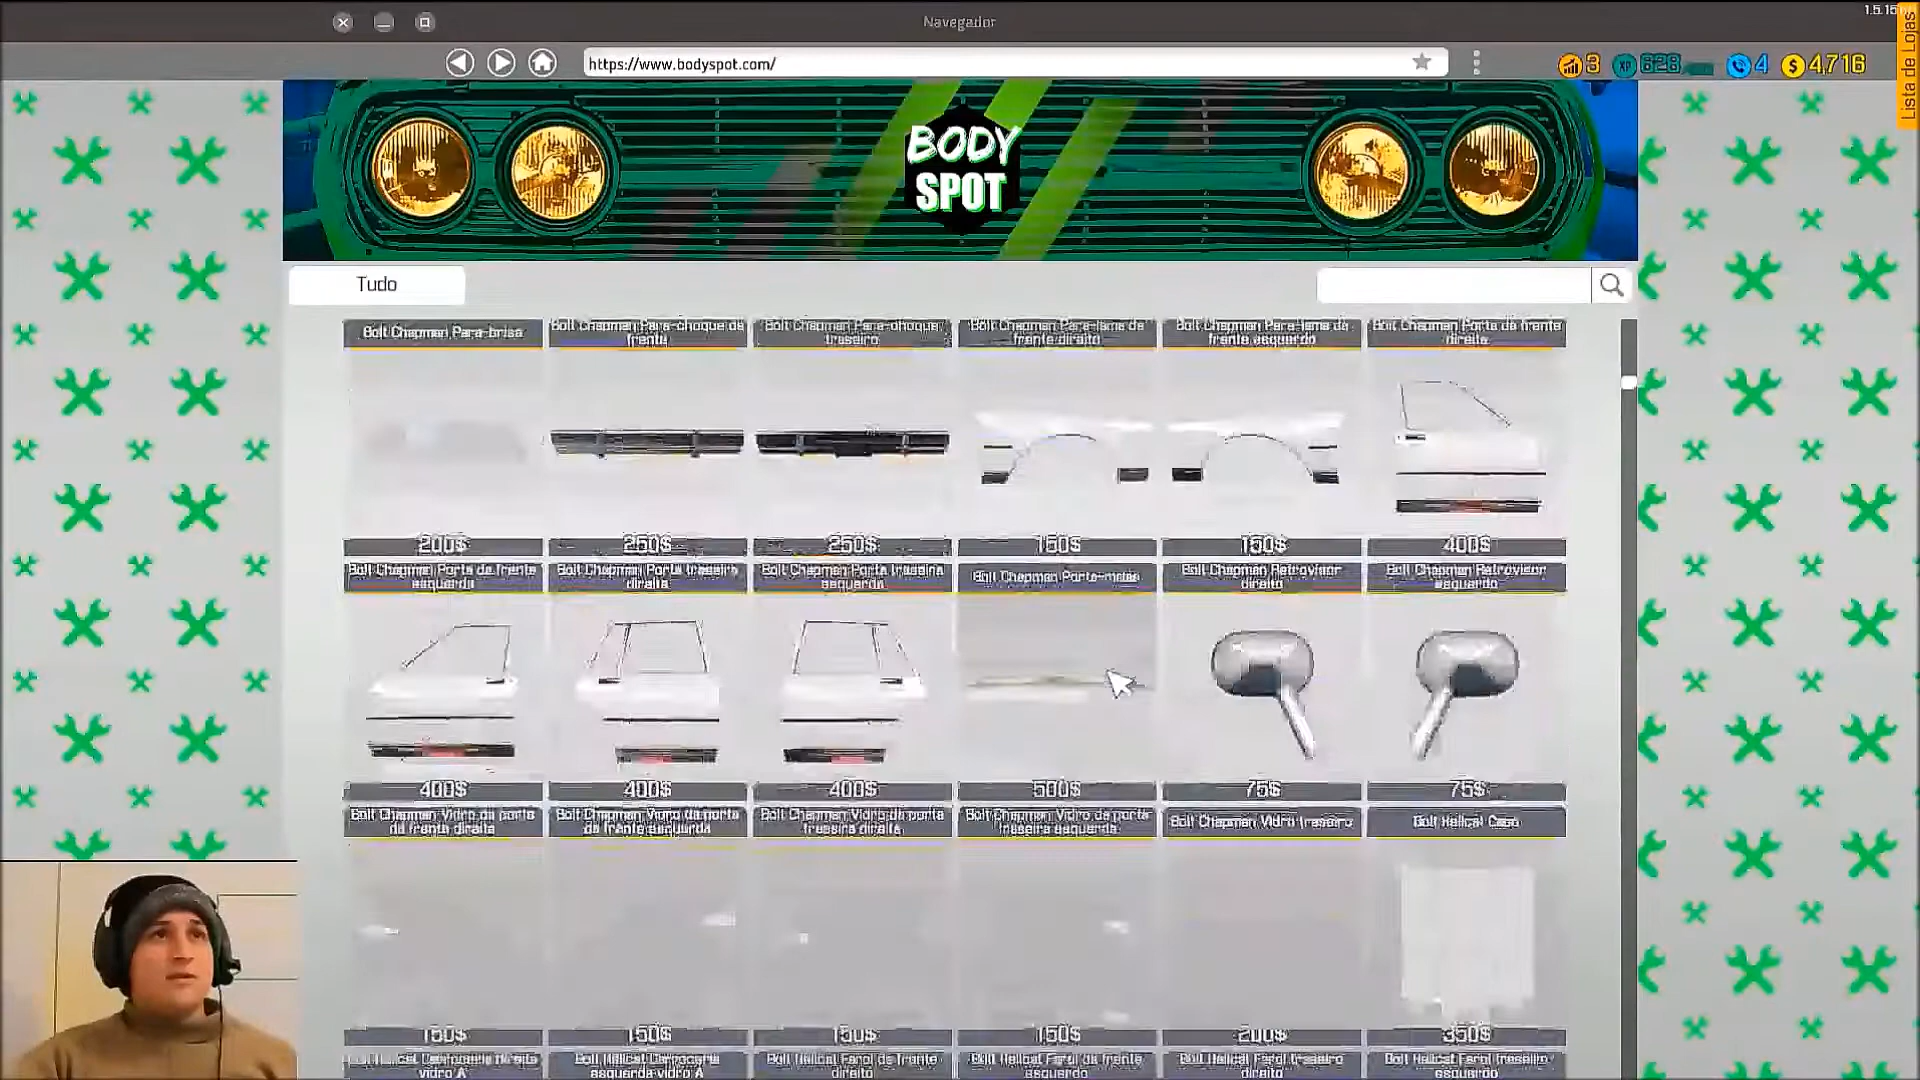 Navegador
1.5.15
https://www.bodyspot.com/
3
XP 628
4
$ 4,716
Lista de Lojas
BODY
SPOT
Tudo
Bolt Chapman Para-brisa
Bolt Chapman Para-choque da
frente
Bolt Chapman Para-choque
traseiro
Bolt Chapman Para-lama da
frente direito
Bolt Chapman Para-lama da
frente esquerdo
Bolt Chapman Porta da frente
direita
200$
250$
250$
150$
150$
400$
Bolt Chapman Porta da frente
esquerda
Bolt Chapman Porta traseira
direita
Bolt Chapman Porta traseira
esquerda
Bolt Chapman Porta-malas
Bolt Chapman Retrovisor
direito
Bolt Chapman Retrovisor
esquerdo
400$
400$
400$
500$
75$
75$
Bolt Chapman Vidro da porta
da frente direita
Bolt Chapman Vidro da porta
da frente esquerda
Bolt Chapman Vidro da porta
traseira direita
Bolt Chapman Vidro da porta
traseira esquerda
Bolt Chapman Vidro traseiro
Bolt Hellcat Capo
150$
150$
150$
150$
200$
350$
Bolt Hellcat Carroceria direita
vidro A
Bolt Hellcat Carroceria
esquerda vidro A
Bolt Hellcat Farol da frente
direito
Bolt Hellcat Farol da frente
esquerdo
Bolt Hellcat Farol traseiro
direito
Bolt Hellcat Farol traseiro
esquerdo